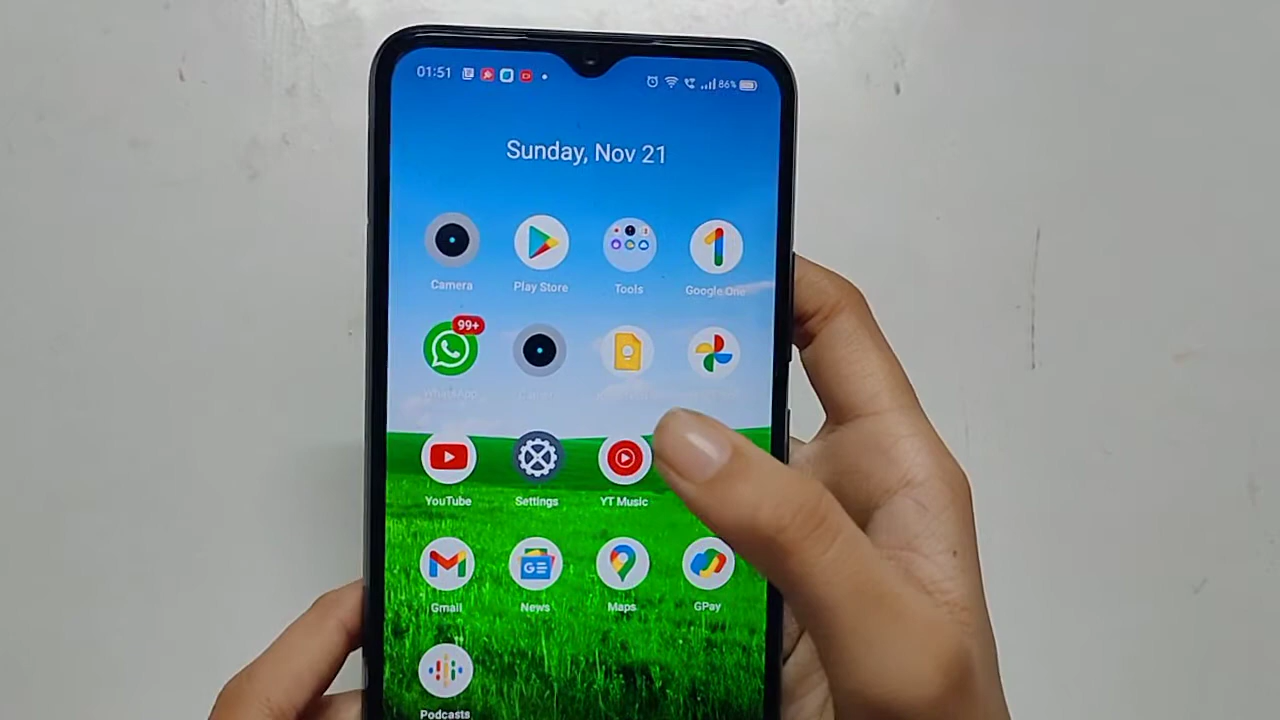 01:51
86%
Sunday, Nov 21
Camera Play Store Tools Google One
99+
WhatsApp
YouTube Settings YT Music
Gmail News Maps GPay
Podcasts